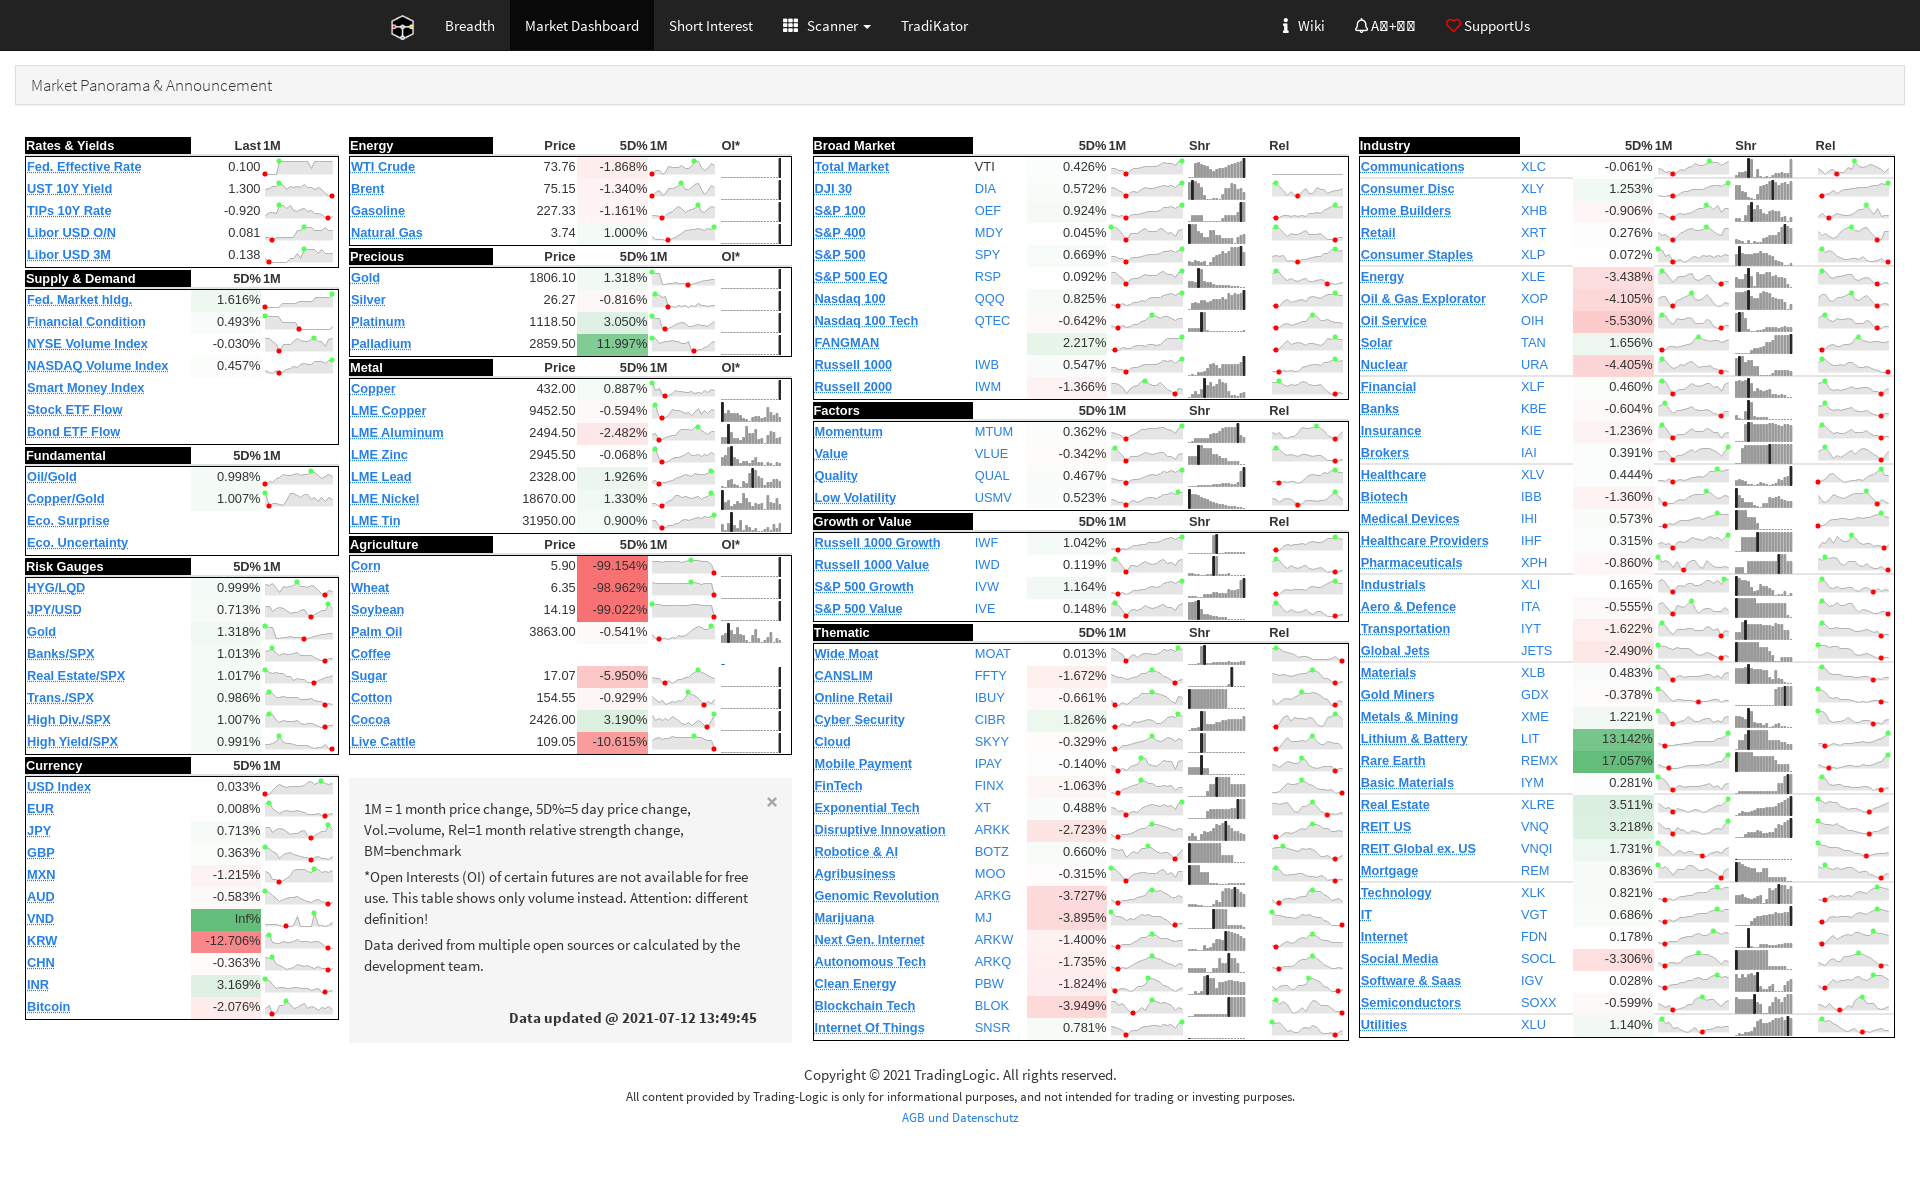 Breadth Market Dashboard Short Interest Scanner TradiKator Wiki SupportUs
Market Panorama & Announcement
Rates & Yields Last 1M
Fed. Effective Rate 0.100
UST 10Y Yield 1.300
TIPs 10Y Rate -0.920
Libor USD O/N 0.081
Libor USD 3M 0.138
Supply & Demand 5D% 1M
Fed. Market hldg. 1.616%
Financial Condition 0.493%
NYSE Volume Index -0.030%
NASDAQ Volume Index 0.457%
Smart Money Index
Stock ETF Flow
Bond ETF Flow
Fundamental 5D% 1M
Oil/Gold 0.998%
Copper/Gold 1.007%
Eco. Surprise
Eco. Uncertainty
Risk Gauges 5D% 1M
HYG/LQD 0.999%
JPY/USD 0.713%
Gold 1.318%
Banks/SPX 1.013%
Real Estate/SPX 1.017%
Trans./SPX 0.986%
High Div./SPX 1.007%
High Yield/SPX 0.991%
Currency 5D% 1M
USD Index 0.033%
EUR 0.008%
JPY 0.713%
GBP 0.363%
MXN -1.215%
AUD -0.583%
VND Inf%
KRW -12.706%
CHN -0.363%
INR 3.169%
Bitcoin -2.076%
Energy Price 5D% 1M OI*
WTI Crude 73.76 -1.868%
Brent 75.15 -1.340%
Gasoline 227.33 -1.161%
Natural Gas 3.74 1.000%
Precious Price 5D% 1M OI*
Gold 1806.10 1.318%
Silver 26.27 -0.816%
Platinum 1118.50 3.050%
Palladium 2859.50 11.997%
Metal Price 5D% 1M OI*
Copper 432.00 0.887%
LME Copper 9452.50 -0.594%
LME Aluminum 2494.50 -2.482%
LME Zinc 2945.50 -0.068%
LME Lead 2328.00 1.926%
LME Nickel 18670.00 1.330%
LME Tin 31950.00 0.900%
Agriculture Price 5D% 1M OI*
Corn 5.90 -99.154%
Wheat 6.35 -98.962%
Soybean 14.19 -99.022%
Palm Oil 3863.00 -0.541%
Coffee -
Sugar 17.07 -5.950%
Cotton 154.55 -0.929%
Cocoa 2426.00 3.190%
Live Cattle 109.05 -10.615%
×
1M = 1 month price change, 5D%=5 day price change,
Vol.=volume, Rel=1 month relative strength change,
BM=benchmark
*Open Interests (OI) of certain futures are not available for free
use. This table shows only volume instead. Attention: different
definition!
Data derived from multiple open sources or calculated by the
development team.
Data updated @ 2021-07-12 13:49:45
Broad Market 5D% 1M Shr Rel
Total Market VTI 0.426%
DJI 30 DIA 0.572%
S&P 100 OEF 0.924%
S&P 400 MDY 0.045%
S&P 500 SPY 0.669%
S&P 500 EQ RSP 0.092%
Nasdaq 100 QQQ 0.825%
Nasdaq 100 Tech QTEC -0.642%
FANGMAN 2.217%
Russell 1000 IWB 0.547%
Russell 2000 IWM -1.366%
Factors 5D% 1M Shr Rel
Momentum MTUM 0.362%
Value VLUE -0.342%
Quality QUAL 0.467%
Low Volatility USMV 0.523%
Growth or Value 5D% 1M Shr Rel
Russell 1000 Growth IWF 1.042%
Russell 1000 Value IWD 0.119%
S&P 500 Growth IVW 1.164%
S&P 500 Value IVE 0.148%
Thematic 5D% 1M Shr Rel
Wide Moat MOAT 0.013%
CANSLIM FFTY -1.672%
Online Retail IBUY -0.661%
Cyber Security CIBR 1.826%
Cloud SKYY -0.329%
Mobile Payment IPAY -0.140%
FinTech FINX -1.063%
Exponential Tech XT 0.488%
Disruptive Innovation ARKK -2.723%
Robotice & AI BOTZ 0.660%
Agribusiness MOO -0.315%
Genomic Revolution ARKG -3.727%
Marijuana MJ -3.895%
Next Gen. Internet ARKW -1.400%
Autonomous Tech ARKQ -1.735%
Clean Energy PBW -1.824%
Blockchain Tech BLOK -3.949%
Internet Of Things SNSR 0.781%
Industry 5D% 1M Shr Rel
Communications XLC -0.061%
Consumer Disc XLY 1.253%
Home Builders XHB -0.906%
Retail XRT 0.276%
Consumer Staples XLP 0.072%
Energy XLE -3.438%
Oil & Gas Explorator XOP -4.105%
Oil Service OIH -5.530%
Solar TAN 1.656%
Nuclear URA -4.405%
Financial XLF 0.460%
Banks KBE -0.604%
Insurance KIE -1.236%
Brokers IAI 0.391%
Healthcare XLV 0.444%
Biotech IBB -1.360%
Medical Devices IHI 0.573%
Healthcare Providers IHF 0.315%
Pharmaceuticals XPH -0.860%
Industrials XLI 0.165%
Aero & Defence ITA -0.555%
Transportation IYT -1.622%
Global Jets JETS -2.490%
Materials XLB 0.483%
Gold Miners GDX -0.378%
Metals & Mining XME 1.221%
Lithium & Battery LIT 13.142%
Rare Earth REMX 17.057%
Basic Materials IYM 0.281%
Real Estate XLRE 3.511%
REIT US VNQ 3.218%
REIT Global ex. US VNQI 1.731%
Mortgage REM 0.836%
Technology XLK 0.821%
IT VGT 0.686%
Internet FDN 0.178%
Social Media SOCL -3.306%
Software & Saas IGV 0.028%
Semiconductors SOXX -0.599%
Utilities XLU 1.140%
Copyright © 2021 TradingLogic. All rights reserved.
All content provided by Trading-Logic is only for informational purposes, and not intended for trading or investing purposes.
AGB und Datenschutz